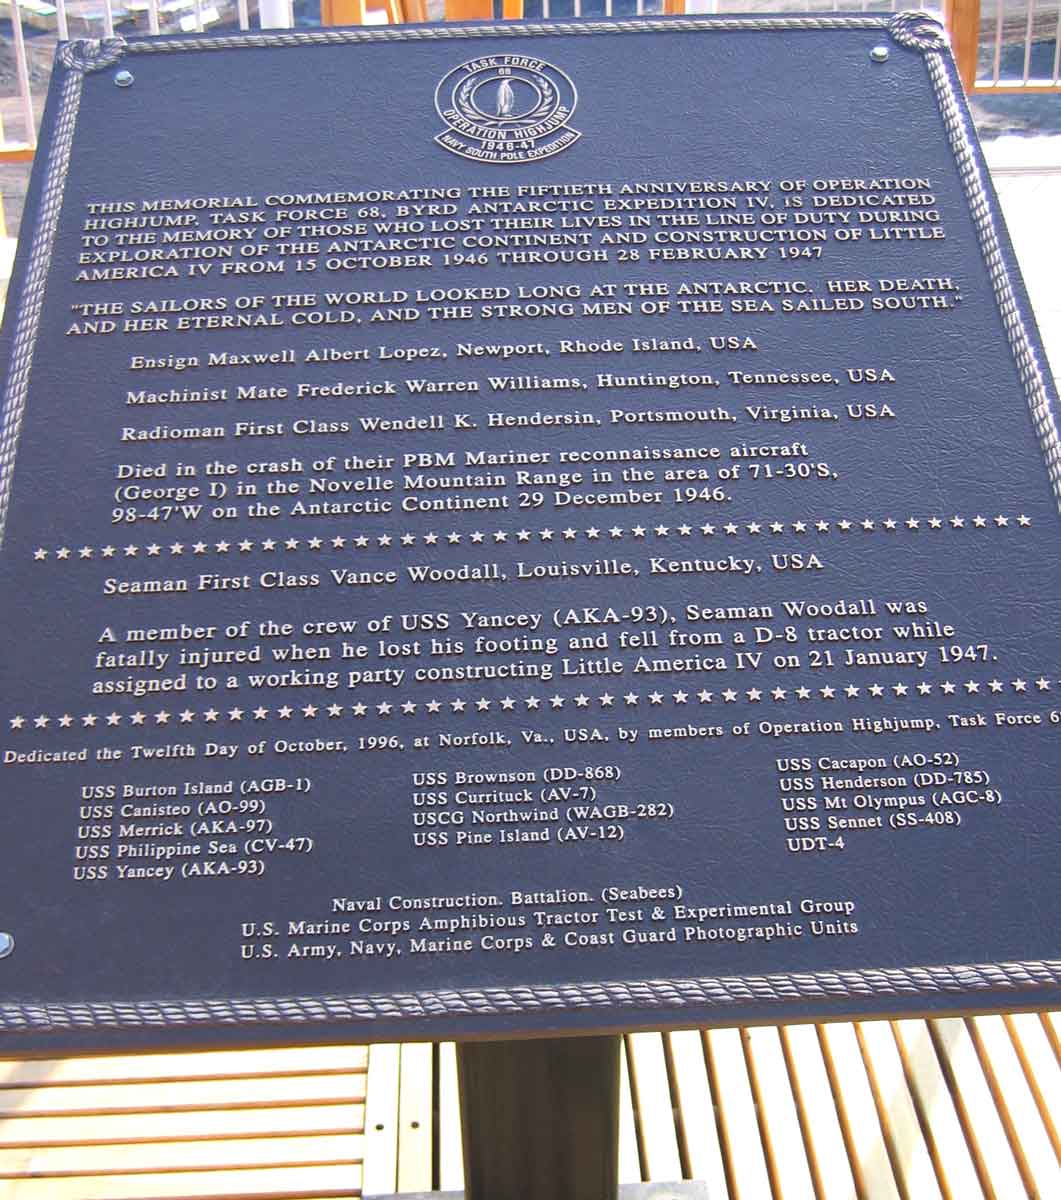 TASK FORCE
68
OPERATION HIGHJUMP
1946-47
NAVY SOUTH POLE EXPEDITION
THIS MEMORIAL COMMEMORATING THE FIFTIETH ANNIVERSARY OF OPERATION
HIGHJUMP, TASK FORCE 68, BYRD ANTARCTIC EXPEDITION IV, IS DEDICATED
TO THE MEMORY OF THOSE WHO LOST THEIR LIVES IN THE LINE OF DUTY DURING
EXPLORATION OF THE ANTARCTIC CONTINENT AND CONSTRUCTION OF LITTLE
AMERICA IV FROM 15 OCTOBER 1946 THROUGH 28 FEBRUARY 1947
"THE SAILORS OF THE WORLD LOOKED LONG AT THE ANTARCTIC. HER DEATH,
AND HER ETERNAL COLD, AND THE STRONG MEN OF THE SEA SAILED SOUTH."
Ensign Maxwell Albert Lopez, Newport, Rhode Island, USA
Machinist Mate Frederick Warren Williams, Huntington, Tennessee, USA
Radioman First Class Wendell K. Hendersin, Portsmouth, Virginia, USA
Died in the crash of their PBM Mariner reconnaissance aircraft
(George I) in the Novelle Mountain Range in the area of 71-30'S,
98-47'W on the Antarctic Continent 29 December 1946.
Seaman First Class Vance Woodall, Louisville, Kentucky, USA
A member of the crew of USS Yancey (AKA-93), Seaman Woodall was
fatally injured when he lost his footing and fell from a D-8 tractor while
assigned to a working party constructing Little America IV on 21 January 1947.
Dedicated the Twelfth Day of October, 1996, at Norfolk, Va., USA, by members of Operation Highjump, Task Force 6
USS Burton Island (AGB-1)
USS Canisteo (AO-99)
USS Merrick (AKA-97)
USS Philippine Sea (CV-47)
USS Yancey (AKA-93)
USS Brownson (DD-868)
USS Currituck (AV-7)
USCG Northwind (WAGB-282)
USS Pine Island (AV-12)
USS Cacapon (AO-52)
USS Henderson (DD-785)
USS Mt Olympus (AGC-8)
USS Sennet (SS-408)
UDT-4
Naval Construction. Battalion. (Seabees)
U.S. Marine Corps Amphibious Tractor Test & Experimental Group
U.S. Army, Navy, Marine Corps & Coast Guard Photographic Units